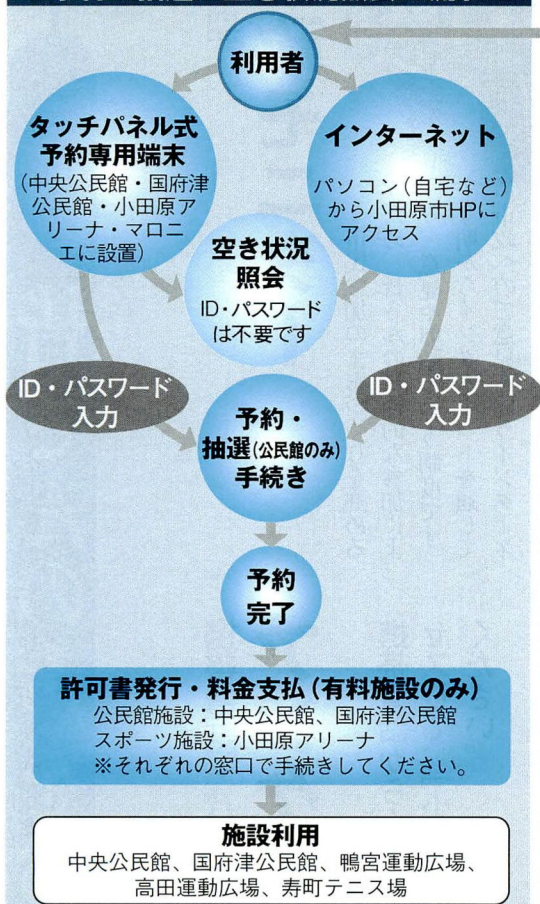 利用者
タッチパネル式
予約専用端末
(中央公民館・国府津
公民館・小田原ア
リーナ・マロニ
エに設置)
インターネット
パソコン(自宅など)
から小田原市HPに
アクセス
空き状況
照会
ID・パスワード
は不要です
ID・パスワード
入力
ID・パスワード
入力
予約・
抽選(公民館のみ)
手続き
予約
完了
許可書発行・料金支払(有料施設のみ)
公民館施設:中央公民館、国府津公民館
スポーツ施設:小田原アリーナ
※それぞれの窓口で手続きしてください。
施設利用
中央公民館、国府津公民館、鴨宮運動広場、
高田運動広場、寿町テニス場